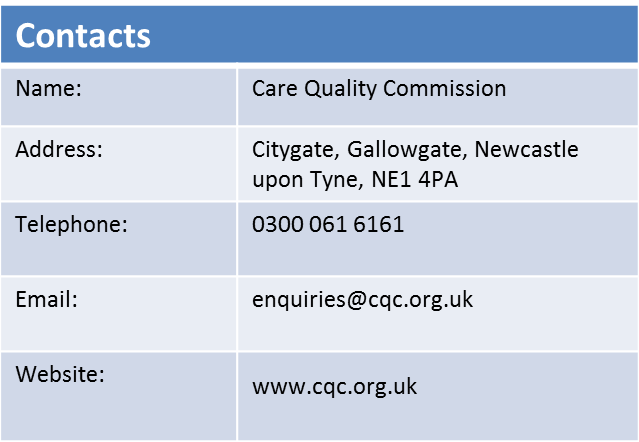 Contacts
Name: Care Quality Commission
Address: Citygate, Gallowgate, Newcastle
upon Tyne, NE1 4PA
Telephone: 0300 061 6161
Email: enquiries@cqc.org.uk
Website: www.cqc.org.uk